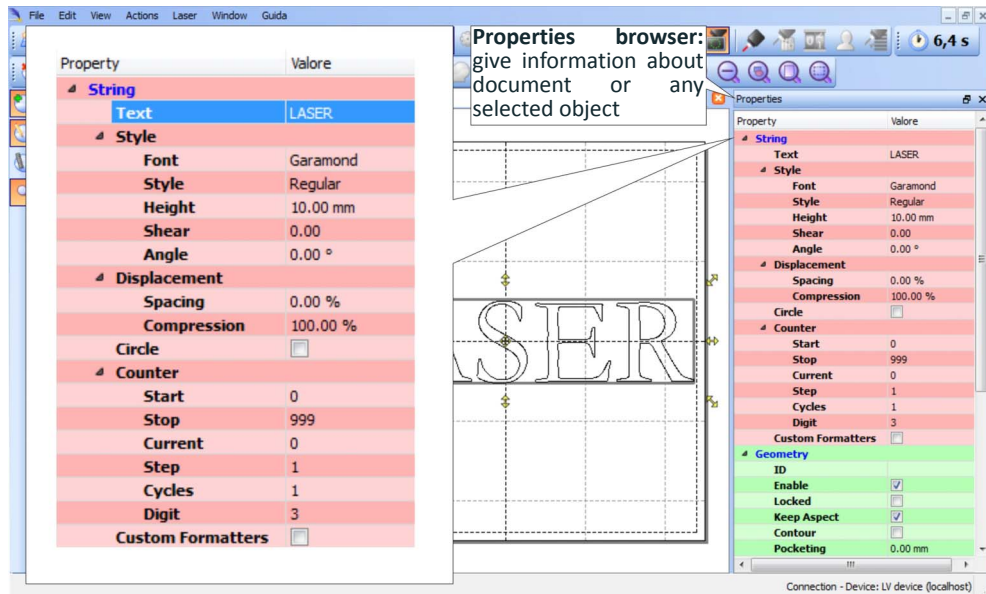 File Edit View Actions Laser Window Guida
Properties browser:
give information about
document or any
selected object
6,4 s
Property Valore
String
Text LASER
Style
Font Garamond
Style Regular
Height 10.00 mm
Shear 0.00
Angle 0.00 °
Displacement
Spacing 0.00 %
Compression 100.00 %
Circle
Counter
Start 0
Stop 999
Current 0
Step 1
Cycles 1
Digit 3
Custom Formatters
ASER
Properties
Property Valore
String
Text LASER
Style
Font Garamond
Style Regular
Height 10.00 mm
Shear 0.00
Angle 0.00 °
Displacement
Spacing 0.00 %
Compression 100.00 %
Circle
Counter
Start 0
Stop 999
Current 0
Step 1
Cycles 1
Digit 3
Custom Formatters
Geometry
ID
Enable
Locked
Keep Aspect
Contour
Pocketing 0.00 mm
Connection - Device: LV device (localhost)